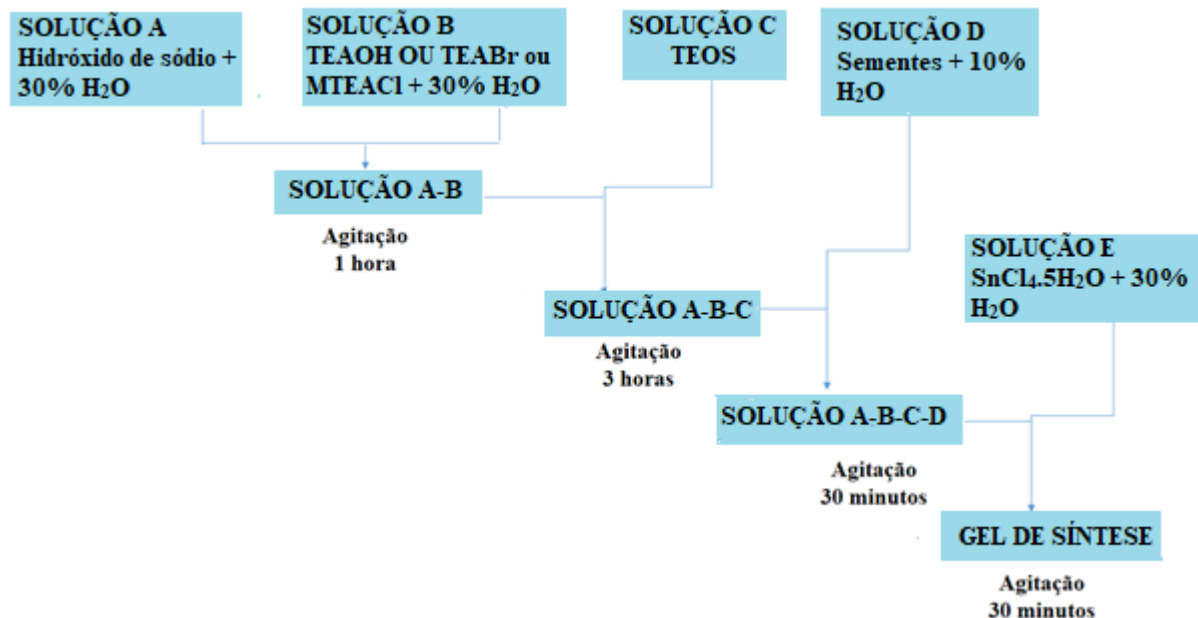 SOLUÇÃO A
Hidróxido de sódio +
30% H₂O
SOLUÇÃO B
TEAOH OU TEABr ou
MTEACl + 30% H₂O
SOLUÇÃO C
TEOS
SOLUÇÃO D
Sementes + 10%
H₂O
SOLUÇÃO A-B
Agitação
1 hora
SOLUÇÃO E
SnCl₄.5H₂O + 30%
H₂O
SOLUÇÃO A-B-C
Agitação
3 horas
SOLUÇÃO A-B-C-D
Agitação
30 minutos
GEL DE SÍNTESE
Agitação
30 minutos